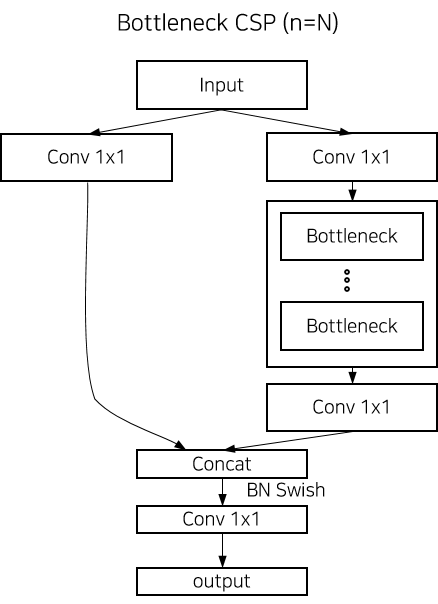 Bottleneck CSP (n=N)
Input
Conv 1x1
Conv 1x1
Bottleneck
Bottleneck
Conv 1x1
Concat
BN Swish
Conv 1x1
output